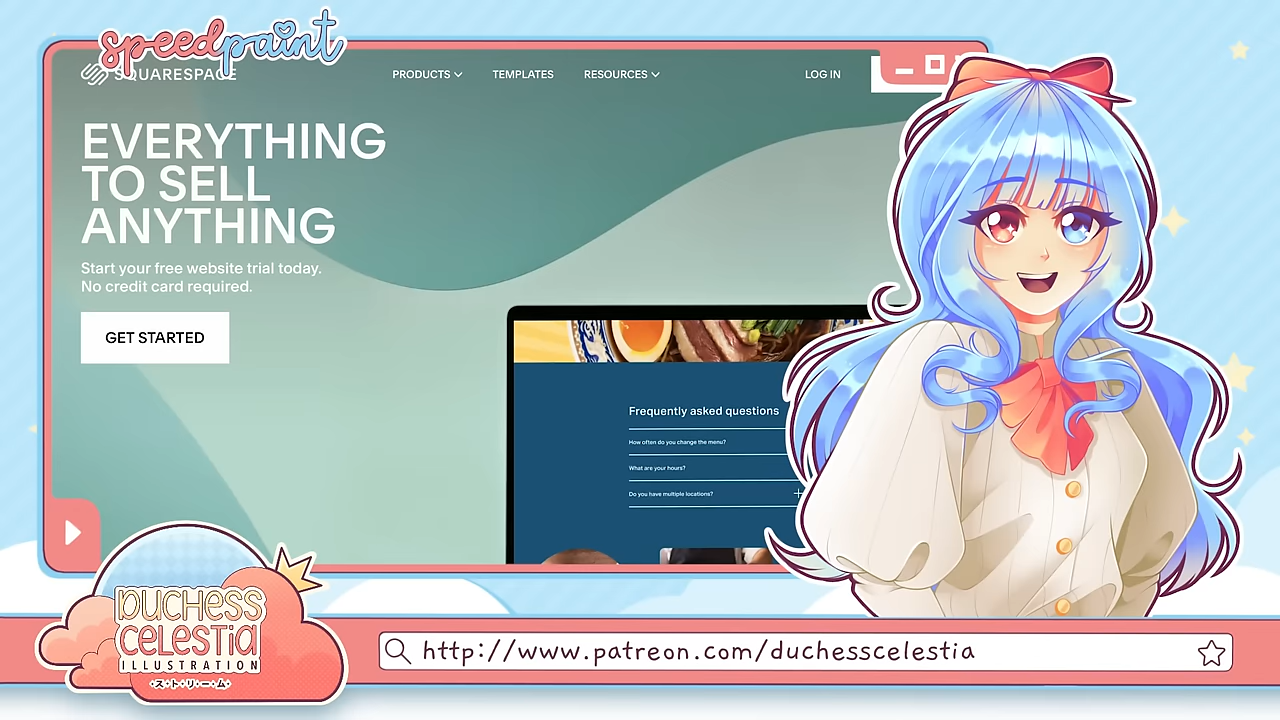 speedpaint
SQUARESPACE
PRODUCTS
TEMPLATES
RESOURCES
LOG IN
EVERYTHING
TO SELL
ANYTHING
Start your free website trial today.
No credit card required.
GET STARTED
Frequently asked questions
How often do you change the menu?
What are your hours?
Do you have multiple locations?
DUCHESS
CELESTIA
ILLUSTRATION
・ス・ト・リ・ー・ム・
http://www.patreon.com/duchesscelestia